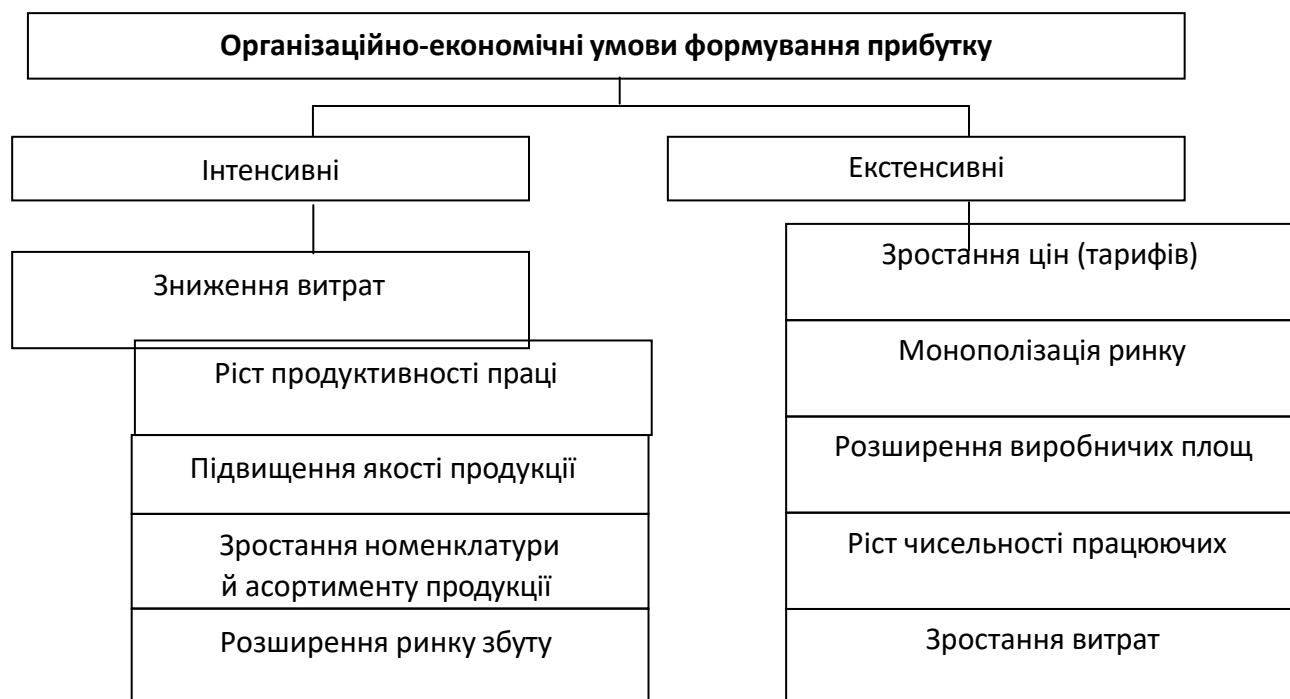 Організаційно-економічні умови формування прибутку
Інтенсивні
Екстенсивні
Зниження витрат
Ріст продуктивності праці
Підвищення якості продукції
Зростання номенклатури
й асортименту продукції
Розширення ринку збуту
Зростання цін (тарифів)
Монополізація ринку
Розширення виробничих площ
Ріст чисельності працюючих
Зростання витрат